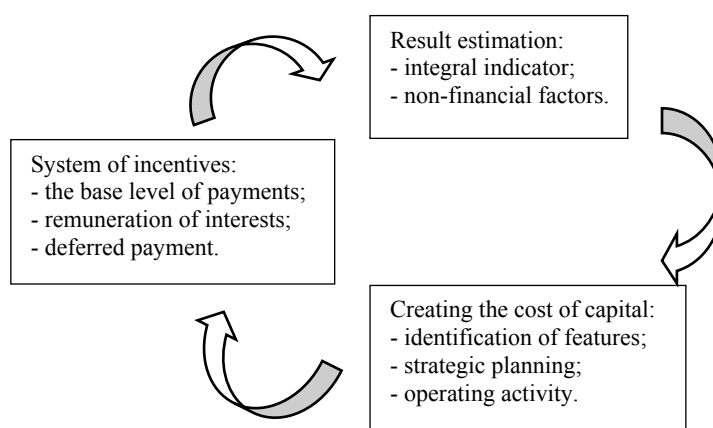 Result estimation:
- integral indicator;
- non-financial factors.
System of incentives:
- the base level of payments;
- remuneration of interests;
- deferred payment.
Creating the cost of capital:
- identification of features;
- strategic planning;
- operating activity.